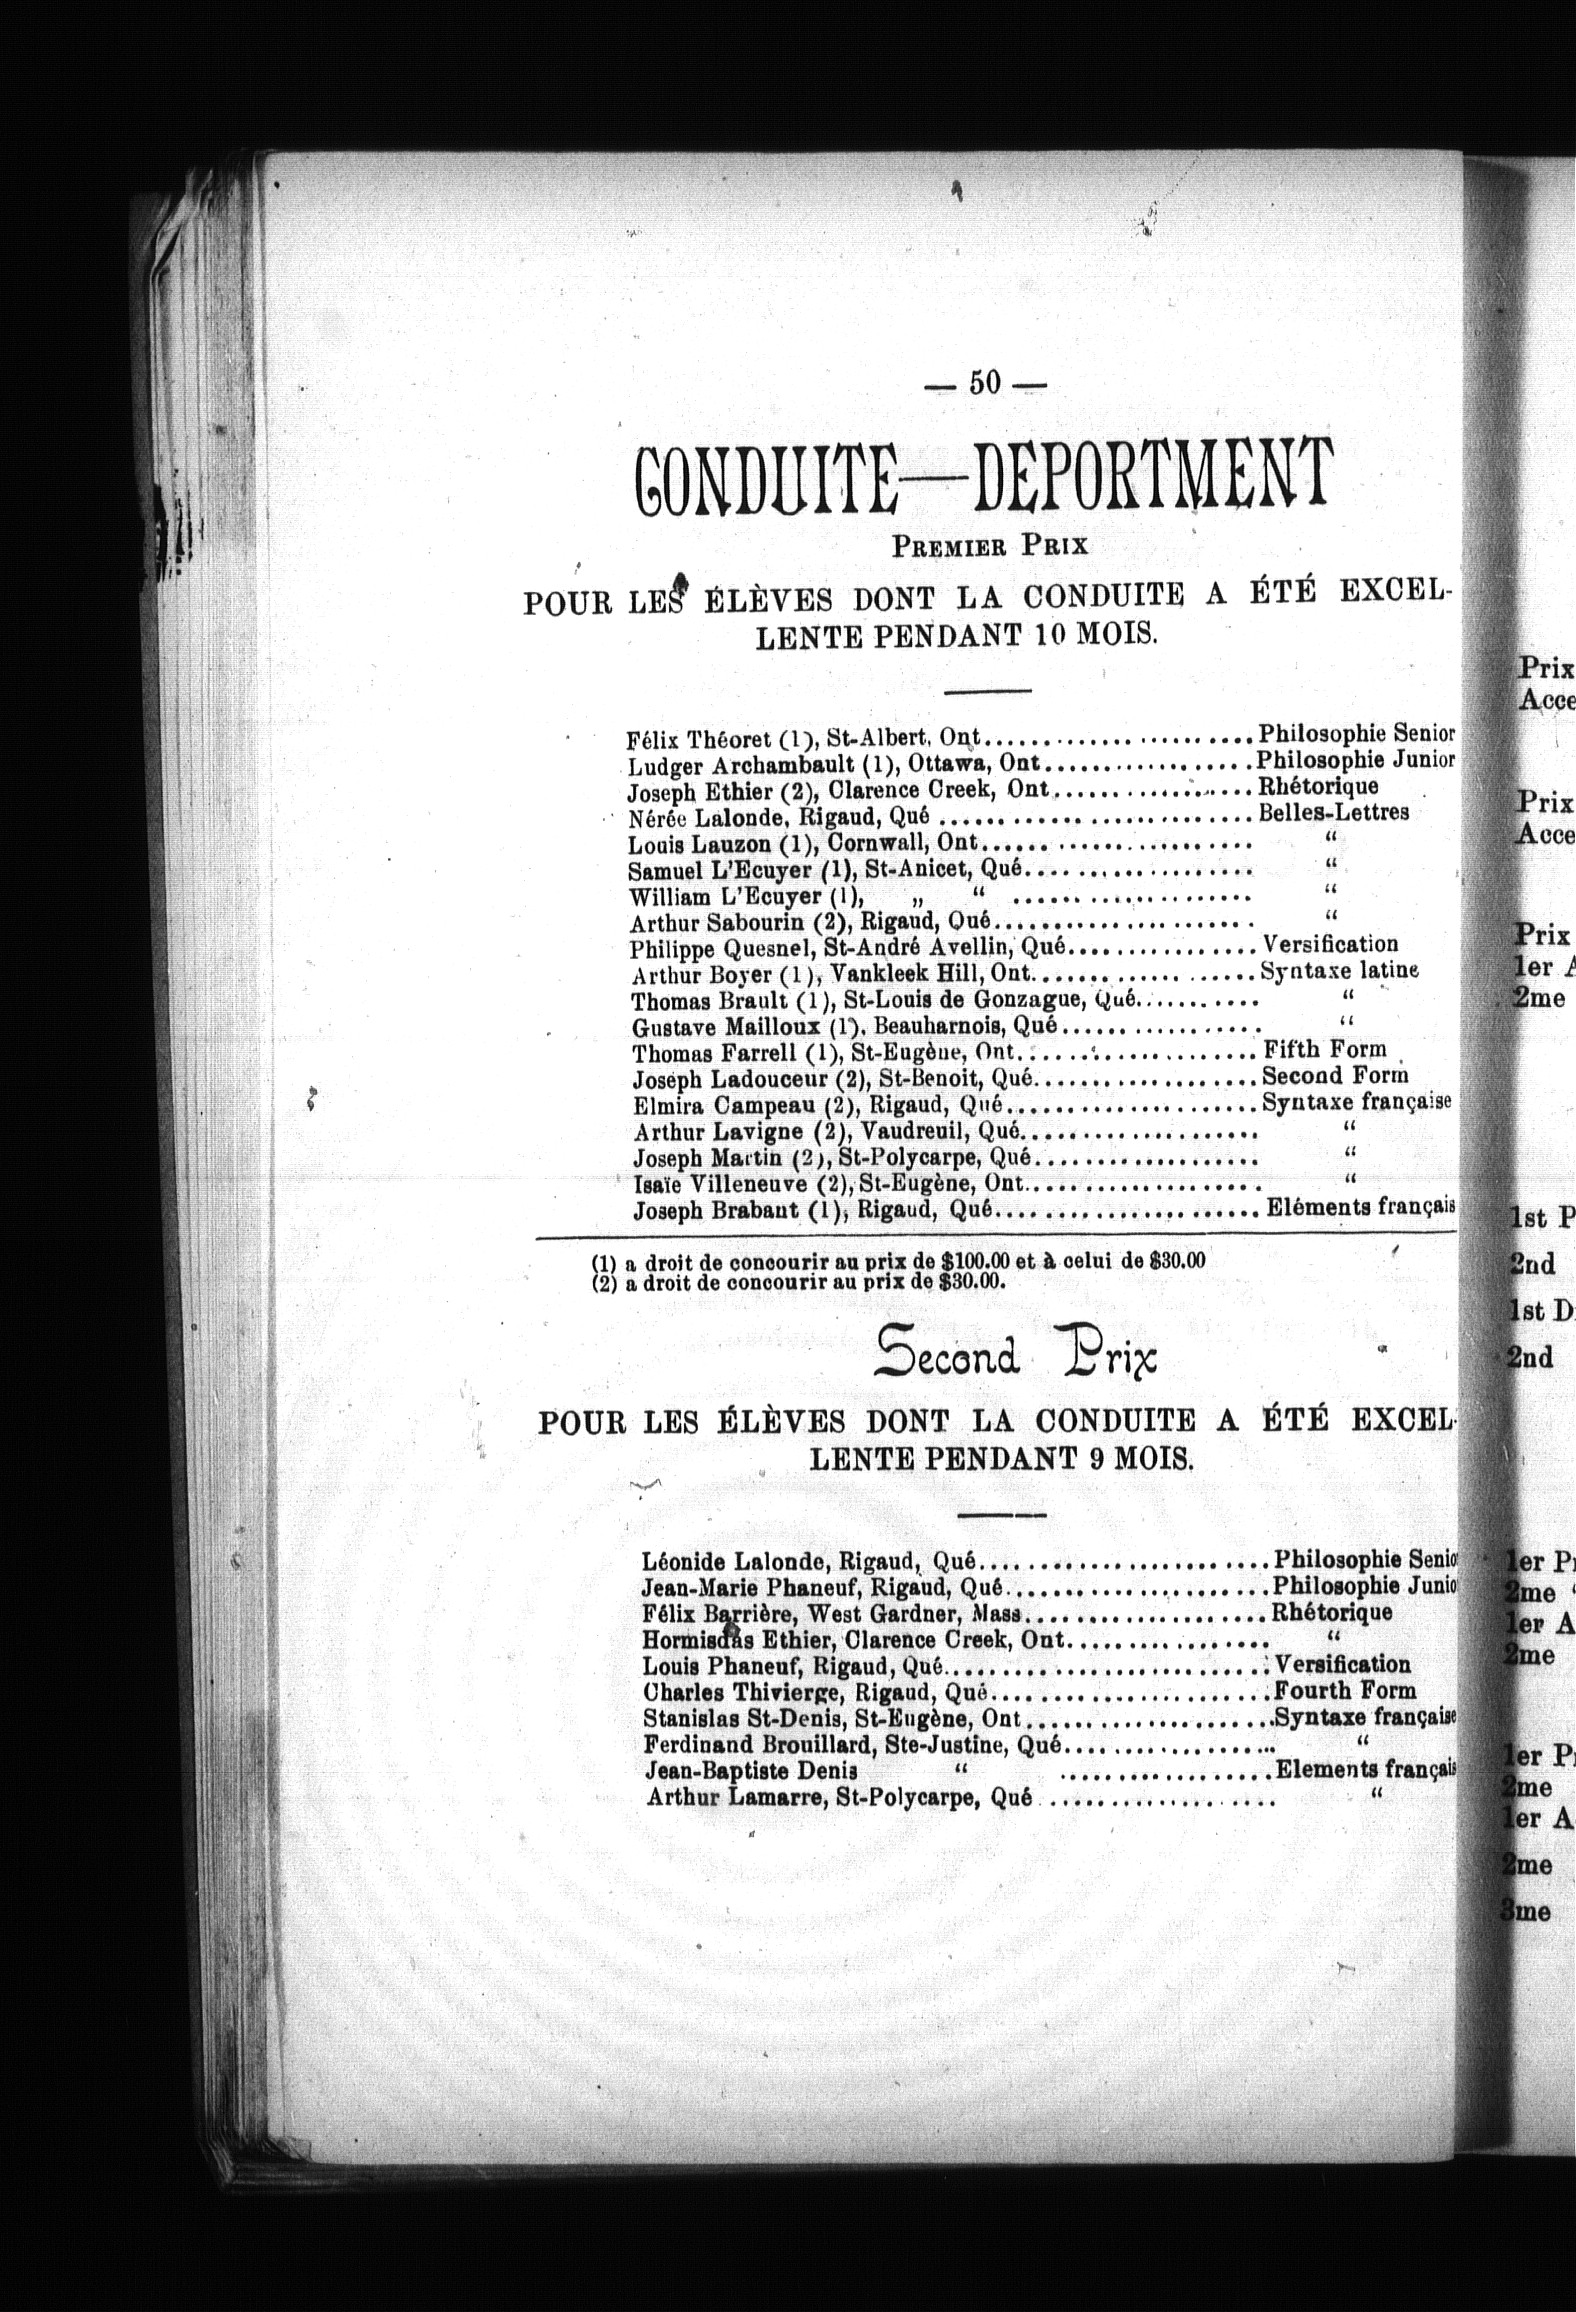 — 50 —
CONDUITE—DEPORTMENT
PREMIER PRIX
POUR LES ÉLÈVES DONT LA CONDUITE A ÉTÉ EXCEL-
LENTE PENDANT 10 MOIS.
Félix Théoret (1), St-Albert, Ont.......................Philosophie Senior
Ludger Archambault (1), Ottawa, Ont..................Philosophie Junior
Joseph Ethier (2), Clarence Creek, Ont.................Rhétorique
Nérée Lalonde, Rigaud, Qué ..........................Belles-Lettres
Louis Lauzon (1), Cornwall, Ont....................... “
Samuel L'Ecuyer (1), St-Anicet, Qué................... “
William L'Ecuyer (1), „ “ .................... “
Arthur Sabourin (2), Rigaud, Qué...................... “
Philippe Quesnel, St-André Avellin, Qué................Versification
Arthur Boyer (1), Vankleek Hill, Ont...................Syntaxe latine
Thomas Brault (1), St-Louis de Gonzague, Qué........... “
Gustave Mailloux (1), Beauharnois, Qué................. “
Thomas Farrell (1), St-Eugène, Ont....................Fifth Form
Joseph Ladouceur (2), St-Benoit, Qué...................Second Form
Elmira Campeau (2), Rigaud, Qué.....................Syntaxe française
Arthur Lavigne (2), Vaudreuil, Qué.................... “
Joseph Martin (2), St-Polycarpe, Qué................... “
Isaïe Villeneuve (2), St-Eugène, Ont.................... “
Joseph Brabant (1), Rigaud, Qué......................Eléments français
(1) a droit de concourir au prix de $100.00 et à celui de $30.00
(2) a droit de concourir au prix de $30.00.
Second Prix
POUR LES ÉLÈVES DONT LA CONDUITE A ÉTÉ EXCEL-
LENTE PENDANT 9 MOIS.
Léonide Lalonde, Rigaud, Qué........................Philosophie Senio
Jean-Marie Phaneuf, Rigaud, Qué......................Philosophie Junio
Félix Barrière, West Gardner, Mass....................Rhétorique
Hormisdas Ethier, Clarence Creek, Ont................. “
Louis Phaneuf, Rigaud, Qué...........................Versification
Charles Thivierge, Rigaud, Qué.......................Fourth Form
Stanislas St-Denis, St-Eugène, Ont.....................Syntaxe française
Ferdinand Brouillard, Ste-Justine, Qué.................. “
Jean-Baptiste Denis “ ..................Elements français
Arthur Lamarre, St-Polycarpe, Qué ................... “
Prix
Acce
Prix
Acce
Prix
1er A
2me
1st P
2nd
1st D
2nd
1er P
2me “
1er A
2me
1er P
2me
1er A
2me
3me